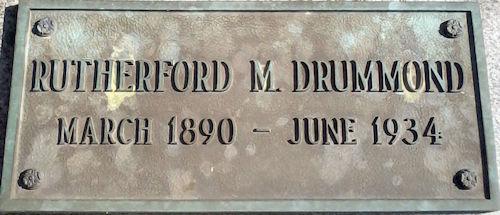 RUTHERFORD M. DRUMMOND
MARCH 1890 – JUNE 1934